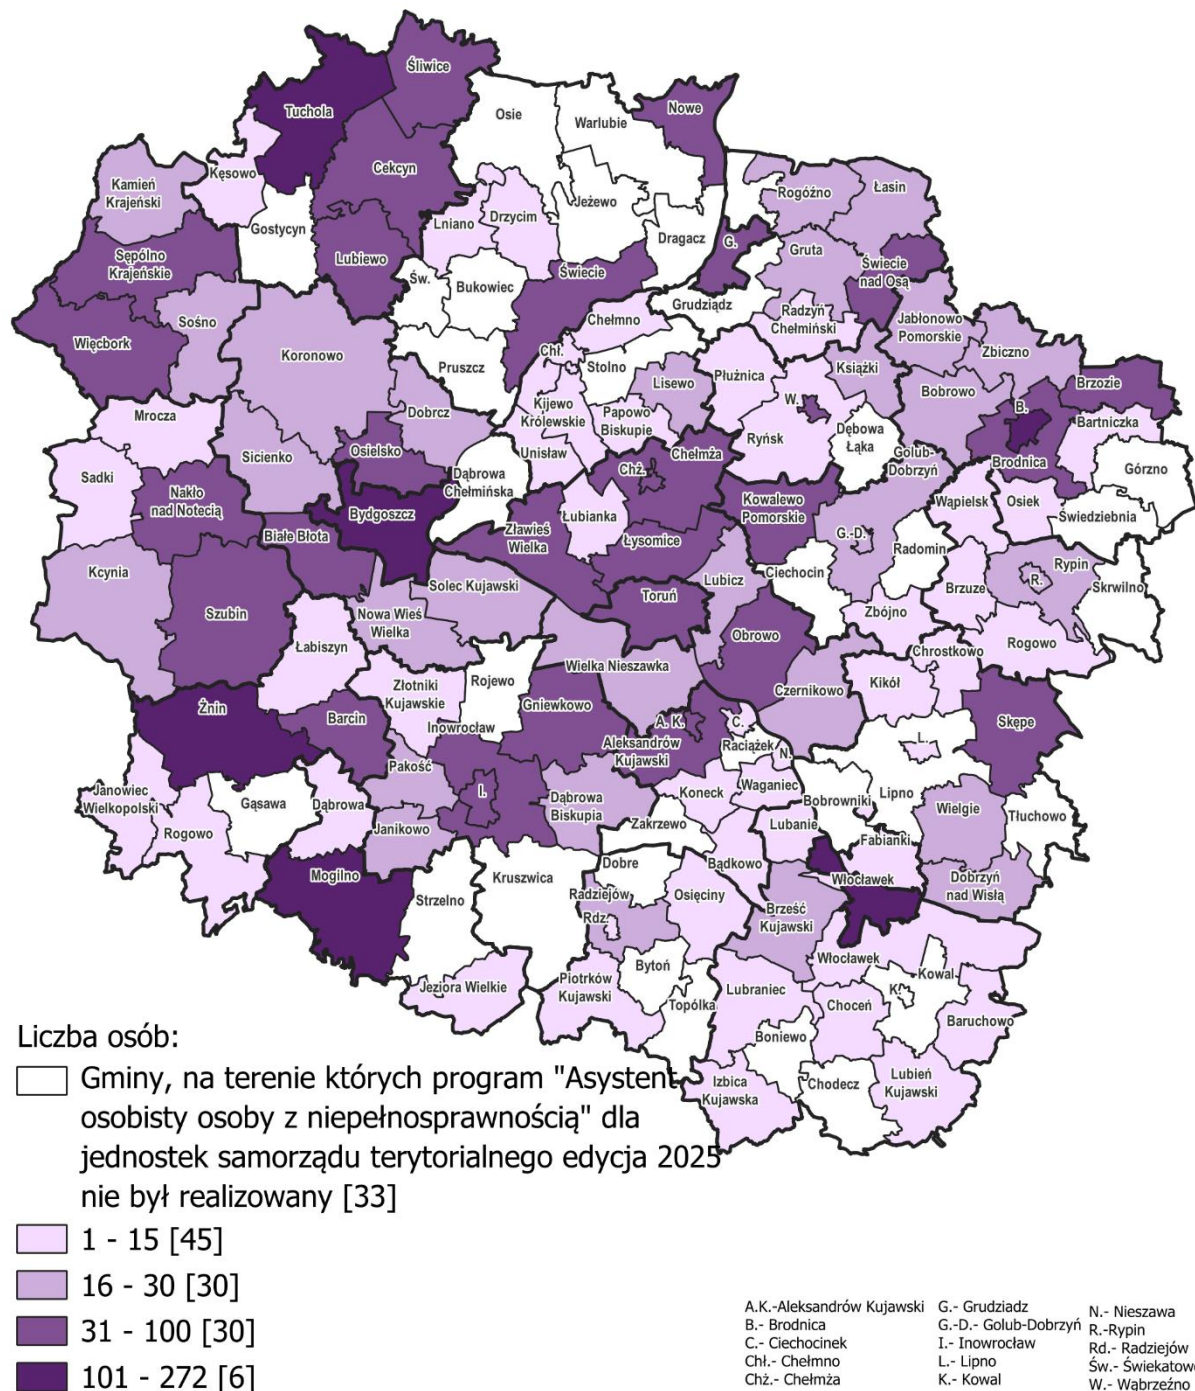 Śliwice
Tuchola
Osie
Warlubie
Nowe
Cekcyn
Kęsowo
Kamień
Krajeński
Rogóźno
Łasin
Jeżewo
Lniano
Drzycim
Gostycyn
Dragacz
G.
Gruta
Sępólno
Krajeńskie
Lubiewo
Świecie
nad Osą
Św.
Bukowiec
Świecie
Grudziądz
Radzyń
Chełmiński
Chełmno
Sośno
Więcbork
Koronowo
Pruszcz
Chł.
Stolno
Jabłonowo
Pomorskie
Zbiczno
Płużnica
Książki
Lisewo
Bobrowo
Brzozie
W.
B.
Mrocza
Dobrcz
Kijewo
Królewskie
Papowo
Biskupie
Ryńsk
Dębowa
Łąka
Bartniczka
Osielsko
Sicienko
Unisław
Chełmża
Golub-
Dobrzyń
Brodnica
Górzno
Sadki
Dąbrowa
Chełmińska
Chż.
Nakło
nad Notecią
Bydgoszcz
Kowalewo
Pomorskie
Wąpielsk
Osiek
Świedziebnia
Zławieś
Wielka
Łubianka
Białe Błota
Łysomice
G.-D.
Radomin
Rypin
Kcynia
Solec Kujawski
Lubicz
Ciechocin
R.
Brzuze
Skrwilno
Szubin
Nowa Wieś
Wielka
Toruń
Zbójno
Obrowo
Rogowo
Łabiszyn
Wielka Nieszawka
Chrostkowo
Rojewo
Złotniki
Kujawskie
Czernikowo
Kikół
Żnin
Barcin
Inowrocław
Gniewkowo
A.K.
C.
Skępe
Aleksandrów
Kujawski
Raciążek
L.
N.
Pakość
Janowiec
Wielkopolski
Gąsawa
Dąbrowa
I.
Dąbrowa
Biskupia
Koneck
Waganiec
Bobrowniki
Lipno
Wielgie
Tłuchowo
Rogowo
Janikowo
Zakrzewo
Lubanie
Fabianki
Dobre
Bądkowo
Mogilno
Kruszwica
Włocławek
Dobrzyń
nad Wisłą
Strzelno
Radziejów
Osięciny
Brześć
Kujawski
Rdz.
Włocławek
Kowal
Bytoń
Jeziora Wielkie
Piotrków
Kujawski
Lubraniec
K.
Topólka
Choceń
Baruchowo
Boniewo
Izbica
Kujawska
Chodecz
Lubień
Kujawski
Liczba osób:
Gminy, na terenie których program "Asystent
osobisty osoby z niepełnosprawnością" dla
jednostek samorządu terytorialnego edycja 2025
nie był realizowany [33]
1 - 15 [45]
16 - 30 [30]
31 - 100 [30]
101 - 272 [6]
A.K.-Aleksandrów Kujawski
B.- Brodnica
C.- Ciechocinek
Chł.- Chełmno
Chż.- Chełmża
G.- Grudziadz
G.-D.- Golub-Dobrzyń
I.- Inowrocław
L.- Lipno
K.- Kowal
N.- Nieszawa
R.-Rypin
Rd.- Radziejów
Św.- Świekatowo
W.- Wąbrzeźno